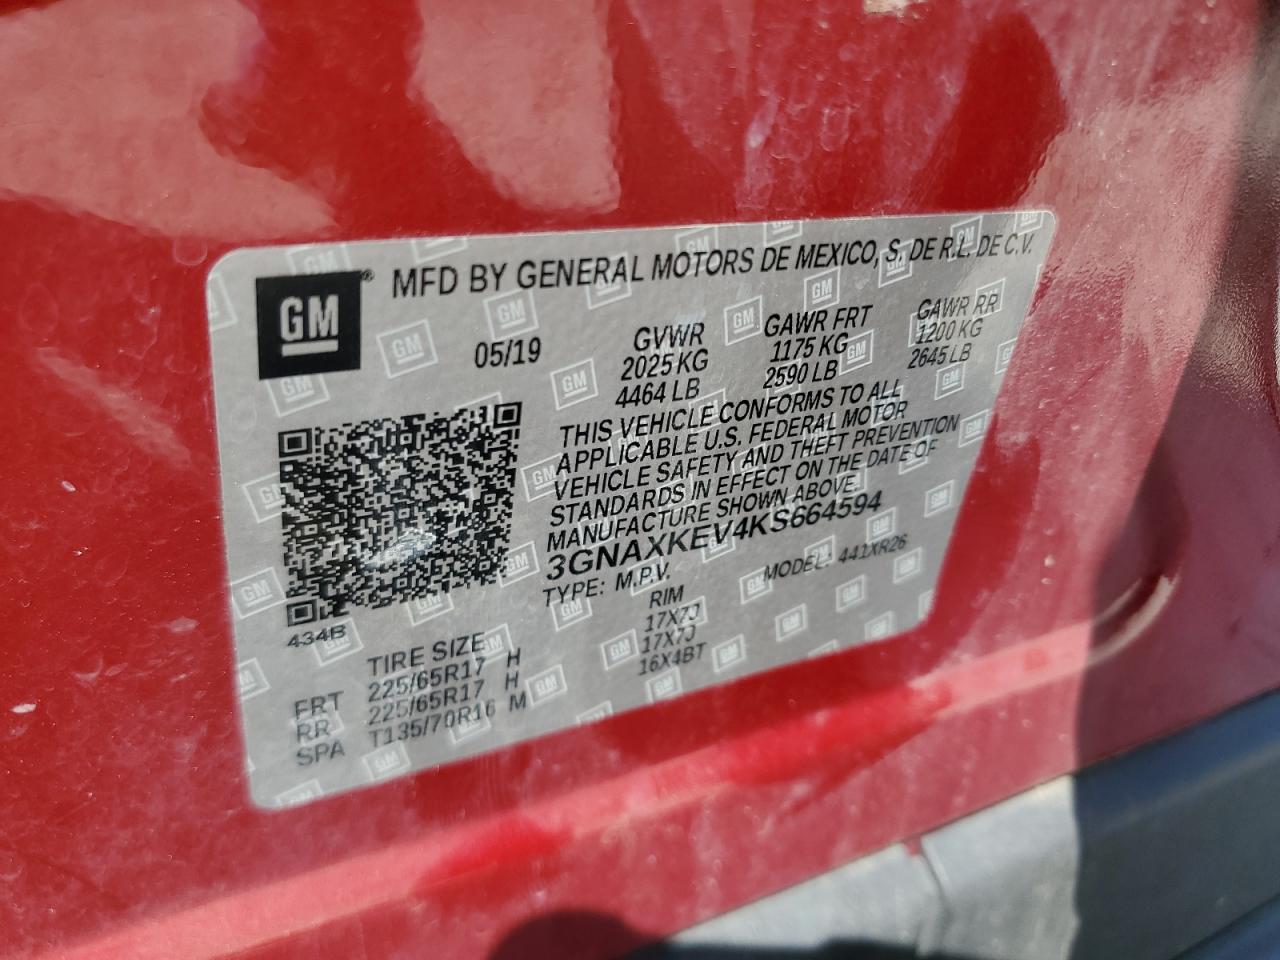 GM® MFD BY GENERAL MOTORS DE MEXICO, S. DE R.L. DE C.V.
05/19
GVWR
2025 KG
4464 LB
GAWR FRT
1175 KG
2590 LB
GAWR RR
1200 KG
2645 LB
THIS VEHICLE CONFORMS TO ALL
APPLICABLE U.S. FEDERAL MOTOR
VEHICLE SAFETY AND THEFT PREVENTION
STANDARDS IN EFFECT ON THE DATE OF
MANUFACTURE SHOWN ABOVE.
3GNAXKEV4KS664594
TYPE: M.P.V. MODEL: 441XR26
434B
TIRE SIZE RIM
FRT 225/65R17 H 17X7J
RR 225/65R17 H 17X7J
SPA T135/70R16 M 16X4BT